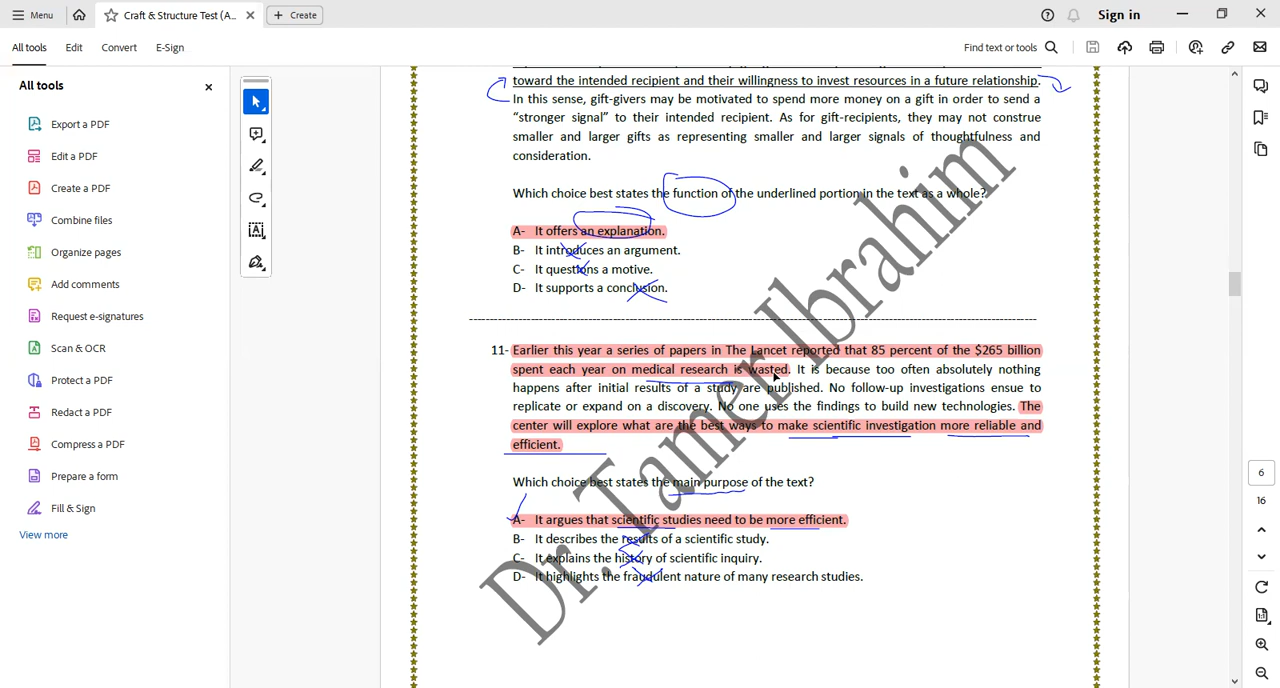 Menu
Craft & Structure Test (A...
Create
Sign in
All tools
Edit
Convert
E-Sign
Find text or tools
All tools
Export a PDF
Edit a PDF
Create a PDF
Combine files
Organize pages
Add comments
Request e-signatures
Scan & OCR
Protect a PDF
Redact a PDF
Compress a PDF
Prepare a form
Fill & Sign
View more
toward the intended recipient and their willingness to invest resources in a future relationship.
In this sense, gift-givers may be motivated to spend more money on a gift in order to send a
“stronger signal” to their intended recipient. As for gift-recipients, they may not construe
smaller and larger gifts as representing smaller and larger signals of thoughtfulness and
consideration.
Which choice best states the function of the underlined portion in the text as a whole?
A- It offers an explanation.
B- It introduces an argument.
C- It questions a motive.
D- It supports a conclusion.
11- Earlier this year a series of papers in The Lancet reported that 85 percent of the $265 billion
spent each year on medical research is wasted. It is because too often absolutely nothing
happens after initial results of a study are published. No follow-up investigations ensue to
replicate or expand on a discovery. No one uses the findings to build new technologies. The
center will explore what are the best ways to make scientific investigation more reliable and
efficient.
Which choice best states the main purpose of the text?
A- It argues that scientific studies need to be more efficient.
B- It describes the results of a scientific study.
C- It explains the history of scientific inquiry.
D- It highlights the fraudulent nature of many research studies.
Dr. Tamer Ibrahim
6
16